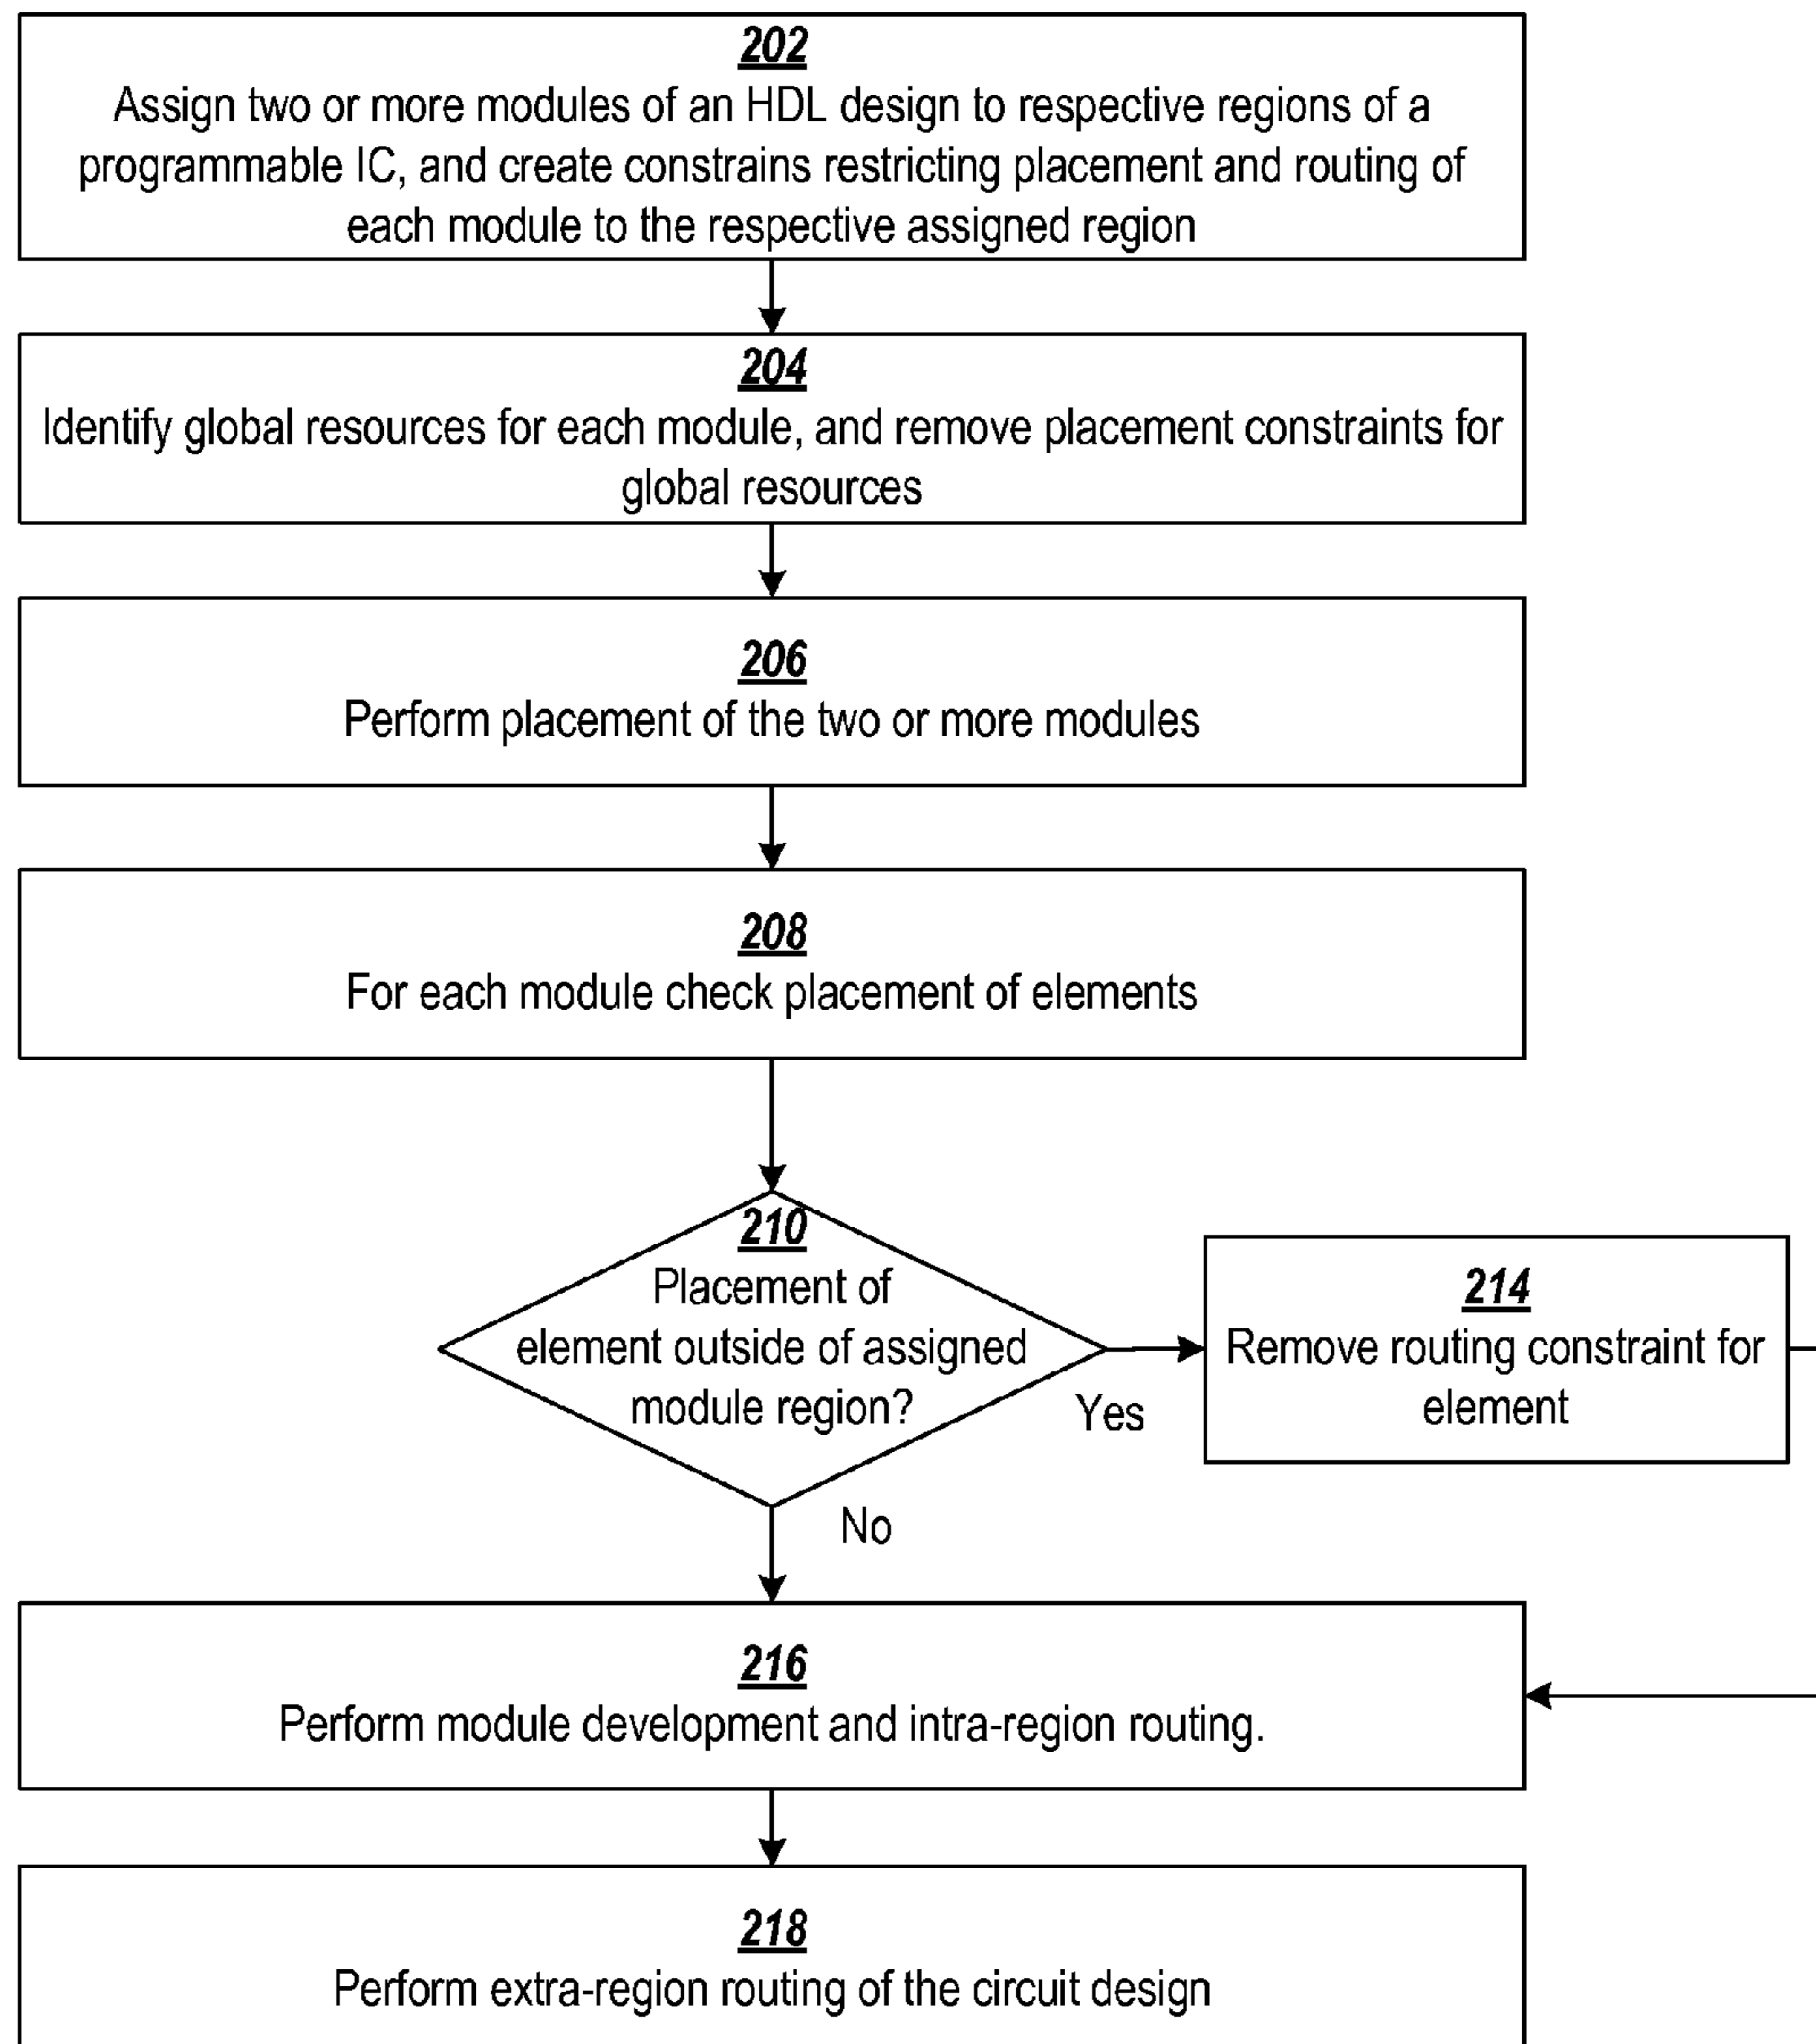 202
Assign two or more modules of an HDL design to respective regions of a
programmable IC, and create constrains restricting placement and routing of
each module to the respective assigned region
204
Identify global resources for each module, and remove placement constraints for
global resources
206
Perform placement of the two or more modules
208
For each module check placement of elements
210
Placement of
element outside of assigned
module region?
Yes
No
214
Remove routing constraint for
element
216
Perform module development and intra-region routing.
218
Perform extra-region routing of the circuit design